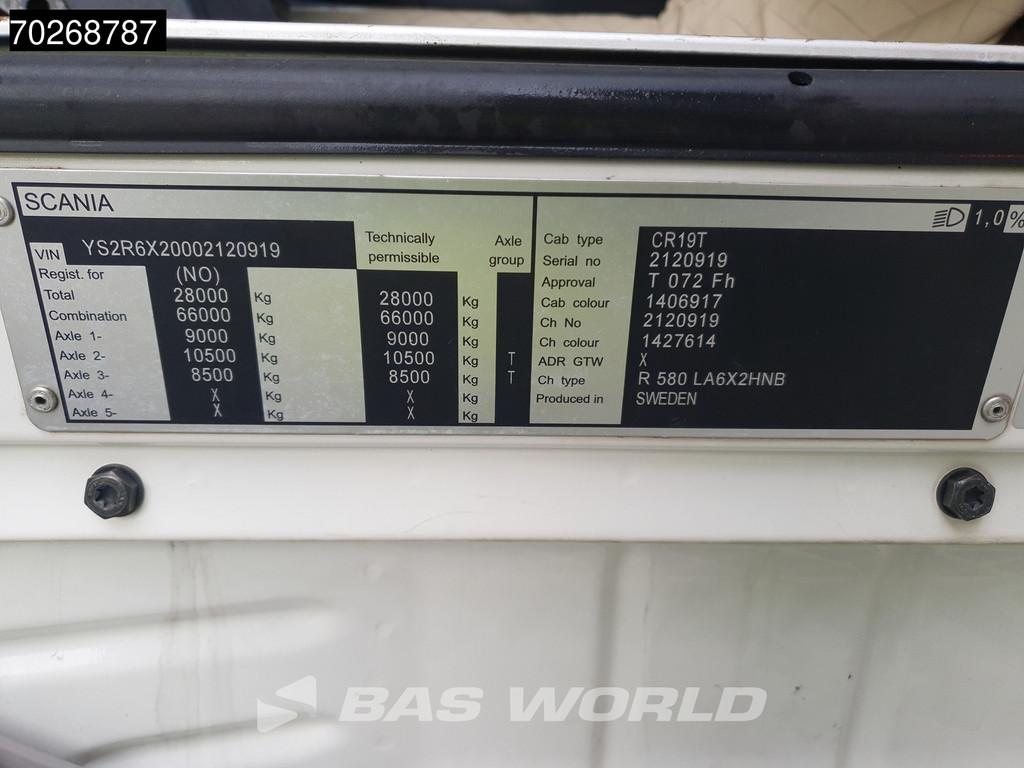 70268787
SCANIA
1,0%
VIN YS2R6X20002120919
Technically permissible
Axle group
Regist. for (NO)
Total 28000 Kg 28000 Kg
Combination 66000 Kg 66000 Kg
Axle 1- 9000 Kg 9000 Kg
Axle 2- 10500 Kg 10500 Kg T
Axle 3- 8500 Kg 8500 Kg T
Axle 4- X Kg X Kg
Axle 5- X Kg X Kg
Cab type CR19T
Serial no 2120919
Approval T 072 Fh
Cab colour 1406917
Ch No 2120919
Ch colour 1427614
ADR GTW X
Ch type R 580 LA6X2HNB
Produced in SWEDEN
BAS WORLD